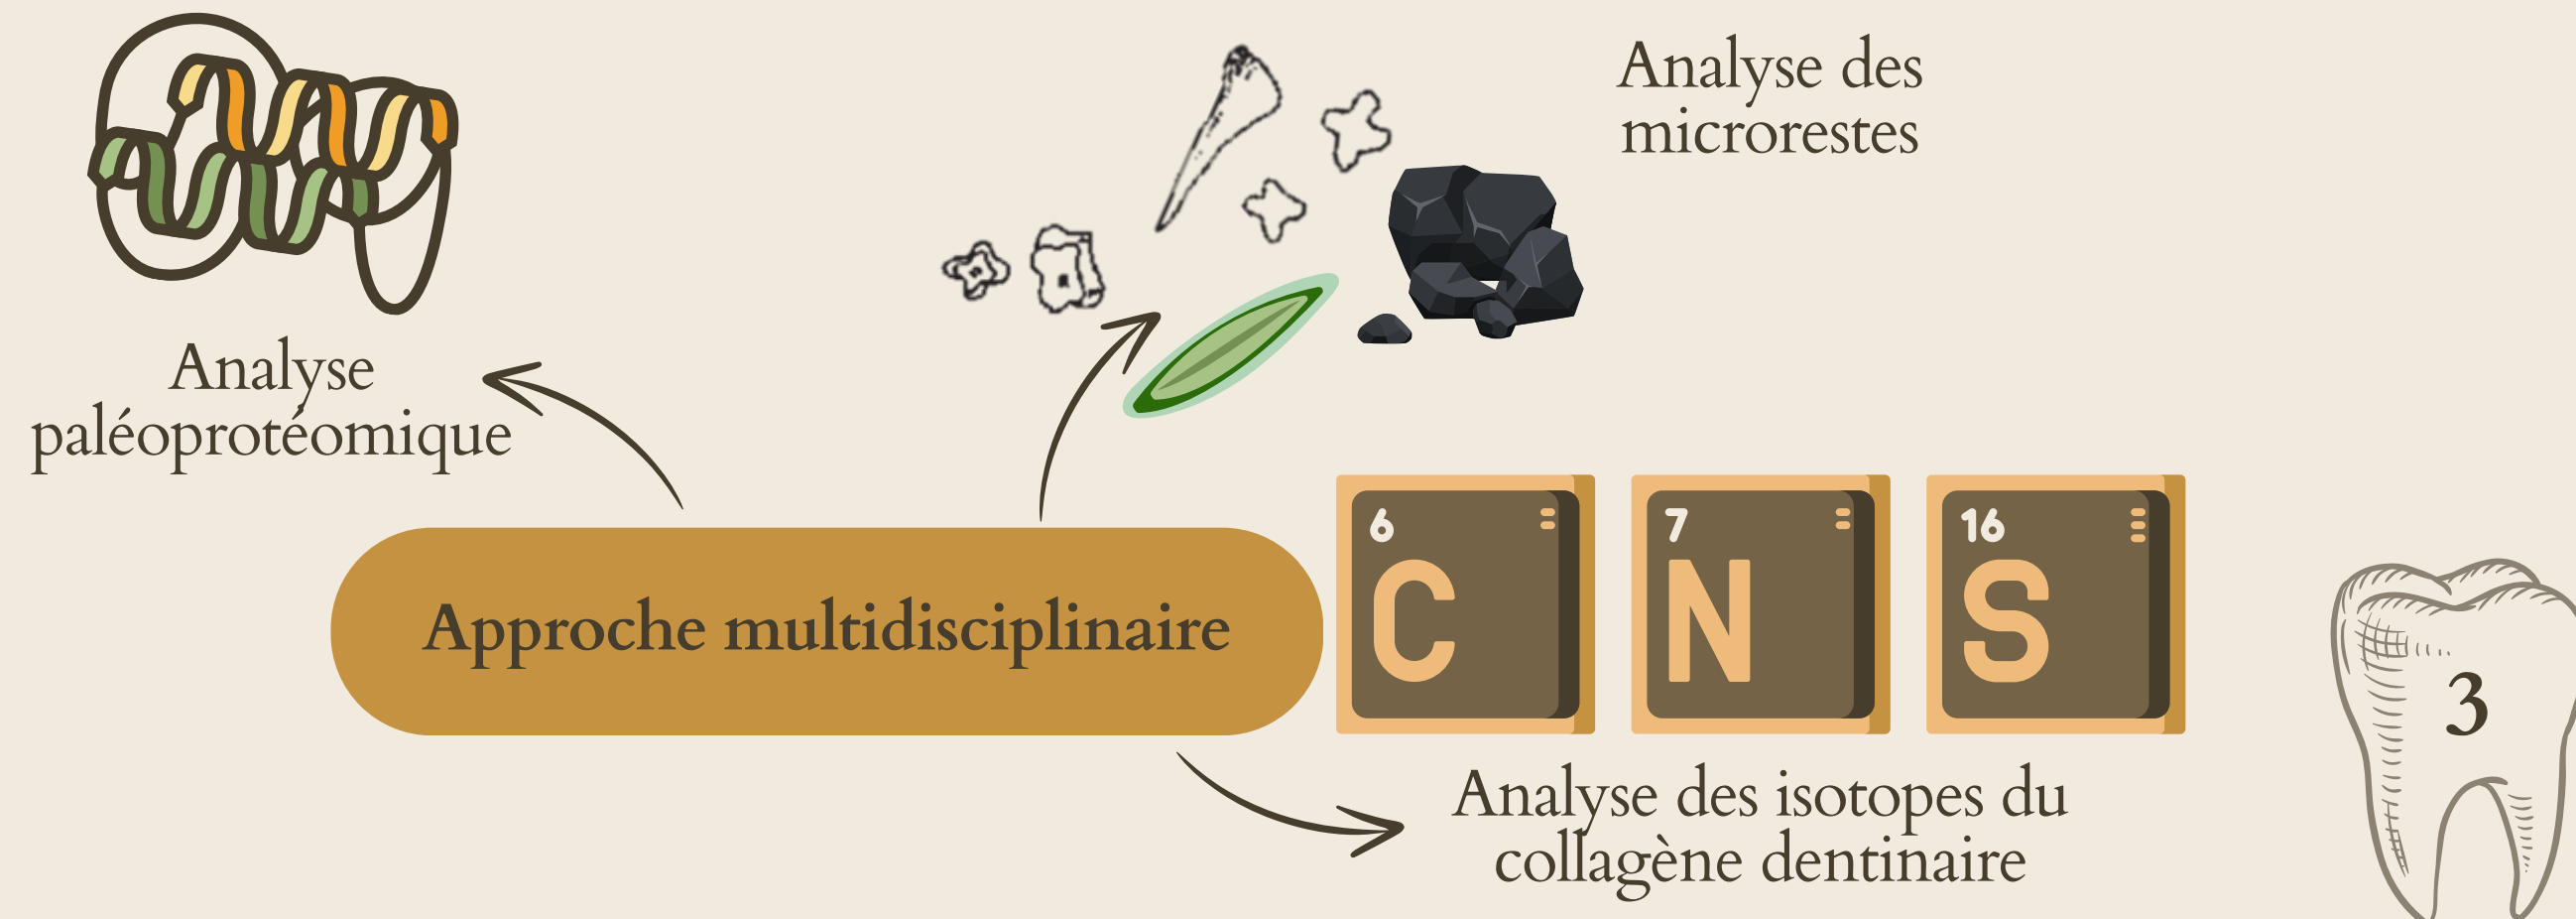 Analyse des
microrestes
Analyse
paléoprotéomique
Approche multidisciplinaire
6
C
7
N
16
S
Analyse des isotopes du
collagène dentinaire
3